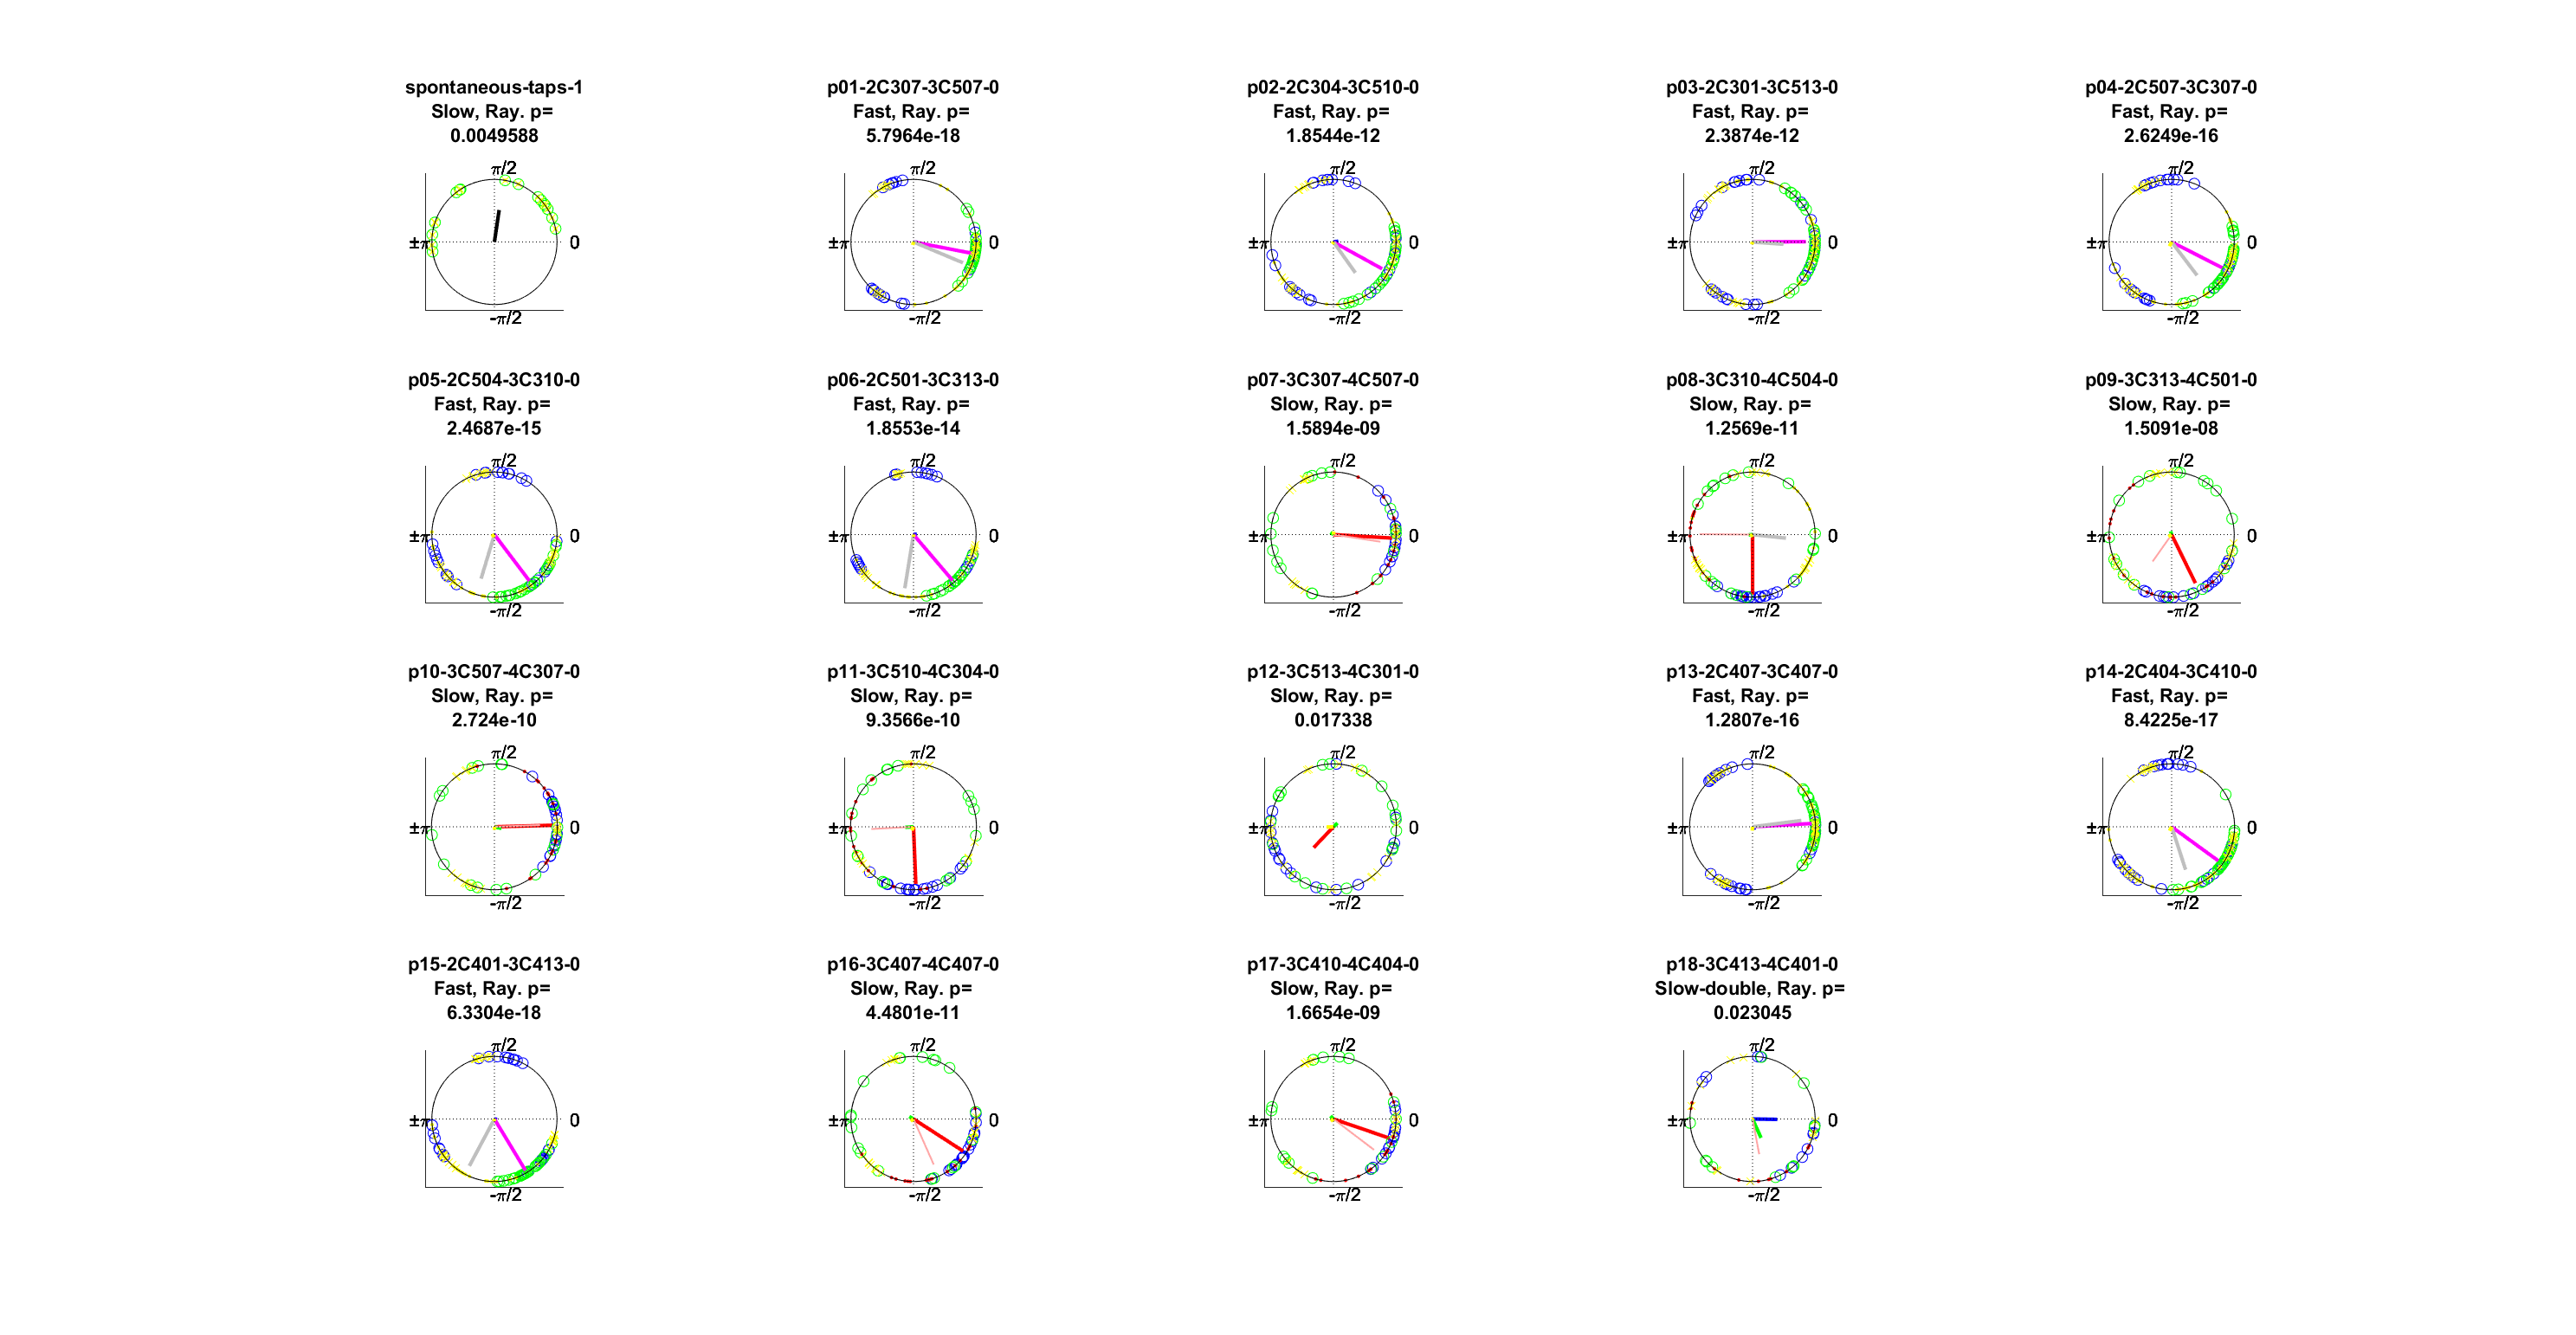 spontaneous-taps-1
Slow, Ray. p=
0.0049588
π/2
±π
0
-π/2
p01-2C307-3C507-0
Fast, Ray. p=
5.7964e-18
π/2
±π
0
-π/2
p02-2C304-3C510-0
Fast, Ray. p=
1.8544e-12
π/2
±π
0
-π/2
p03-2C301-3C513-0
Fast, Ray. p=
2.3874e-12
π/2
±π
0
-π/2
p04-2C507-3C307-0
Fast, Ray. p=
2.6249e-16
π/2
±π
0
-π/2
p05-2C504-3C310-0
Fast, Ray. p=
2.4687e-15
π/2
±π
0
-π/2
p06-2C501-3C313-0
Fast, Ray. p=
1.8553e-14
π/2
±π
0
-π/2
p07-3C307-4C507-0
Slow, Ray. p=
1.5894e-09
π/2
±π
0
-π/2
p08-3C310-4C504-0
Slow, Ray. p=
1.2569e-11
π/2
±π
0
-π/2
p09-3C313-4C501-0
Slow, Ray. p=
1.5091e-08
π/2
±π
0
-π/2
p10-3C507-4C307-0
Slow, Ray. p=
2.724e-10
π/2
±π
0
-π/2
p11-3C510-4C304-0
Slow, Ray. p=
9.3566e-10
π/2
±π
0
-π/2
p12-3C513-4C301-0
Slow, Ray. p=
0.017338
π/2
±π
0
-π/2
p13-2C407-3C407-0
Fast, Ray. p=
1.2807e-16
π/2
±π
0
-π/2
p14-2C404-3C410-0
Fast, Ray. p=
8.4225e-17
π/2
±π
0
-π/2
p15-2C401-3C413-0
Fast, Ray. p=
6.3304e-18
π/2
±π
0
-π/2
p16-3C407-4C407-0
Slow, Ray. p=
4.4801e-11
π/2
±π
0
-π/2
p17-3C410-4C404-0
Slow, Ray. p=
1.6654e-09
π/2
±π
0
-π/2
p18-3C413-4C401-0
Slow-double, Ray. p=
0.023045
π/2
±π
0
-π/2